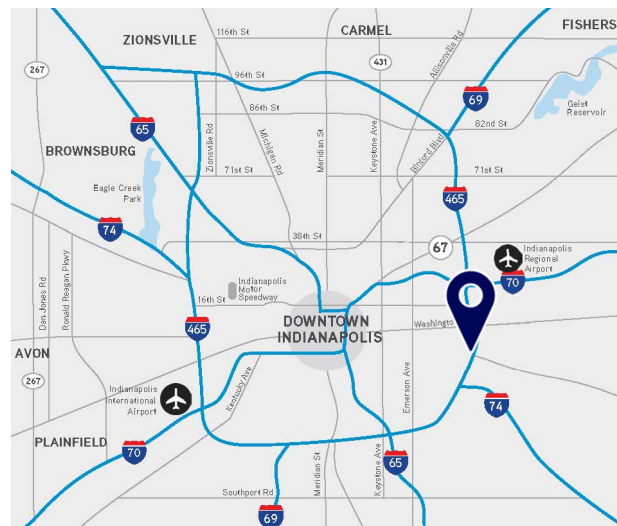 FISHERS
CARMEL
ZIONSVILLE
116th St
431
Allisonville Rd
267
96th St
69
Geist
Reservoir
86th St
82nd St
65
Zionsville Rd
Michigan Rd
Meridian St
Keystone Ave
Binford Blvd
BROWNSBURG
71st St
71st St
Eagle Creek
Park
465
74
38th St
67
Indianapolis
Regional
Airport
70
Dan Jones Rd
Ronald Reagan Pkwy
Indianapolis
Motor
Speedway
16th St
465
DOWNTOWN
INDIANAPOLIS
Washington
AVON
267
Indianapolis
International
Airport
Kentucky Ave
Emerson Ave
74
PLAINFIELD
70
65
Meridian St
Keystone Ave
Southport Rd
69